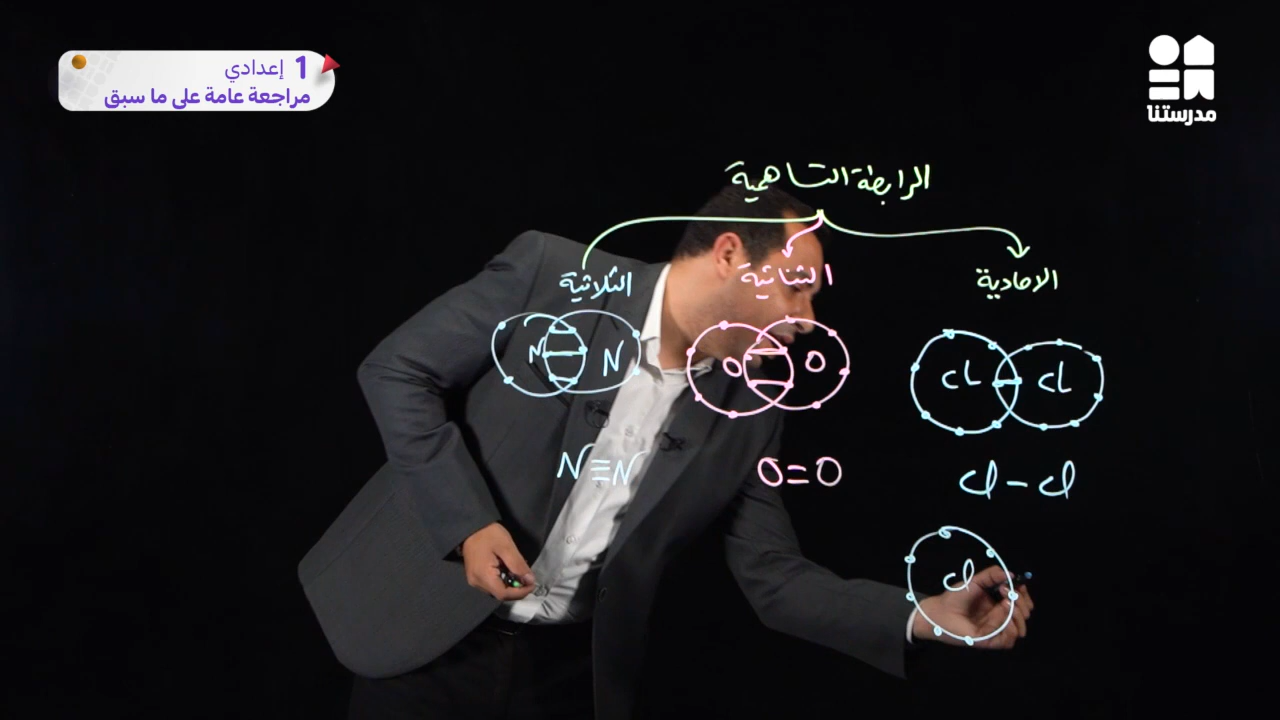 1 إعدادي
مراجعة عامة على ما سبق
مدرستنا
الرابطة التساهمية
الاحادية
الثنائية
الثلاثية
CL CL
O O
N N
Cl - Cl
O=O
N≡N
Cl